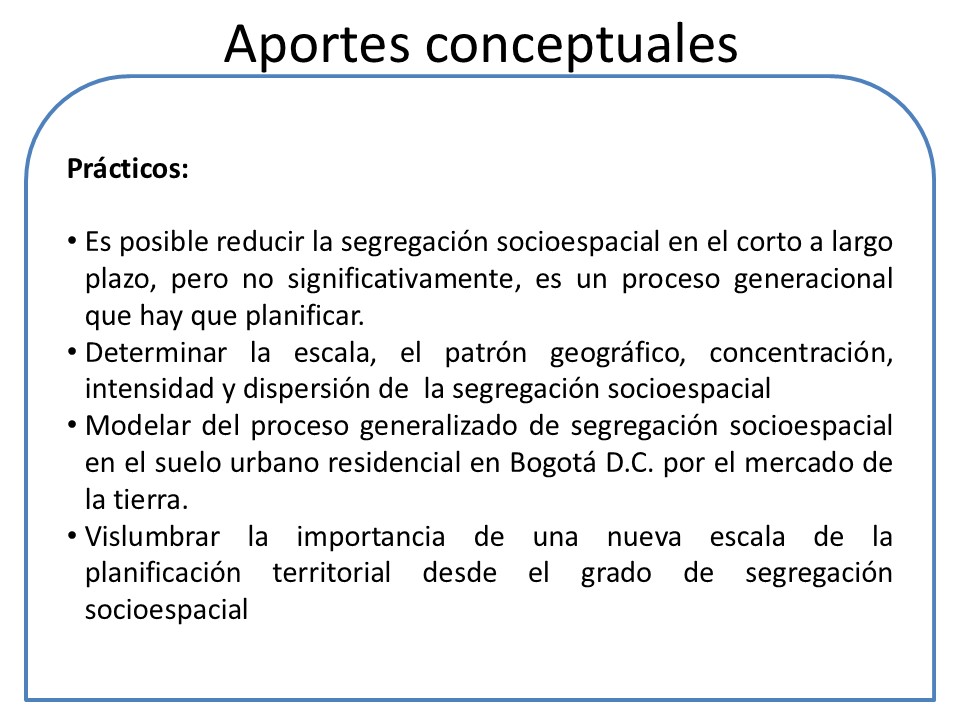 Aportes conceptuales
Prácticos:
• Es posible reducir la segregación socioespacial en el corto a largo
plazo, pero no significativamente, es un proceso generacional
que hay que planificar.
• Determinar la escala, el patrón geográfico, concentración,
intensidad y dispersión de  la segregación socioespacial
• Modelar del proceso generalizado de segregación socioespacial
en el suelo urbano residencial en Bogotá D.C. por el mercado de
la tierra.
• Vislumbrar la importancia de una nueva escala de la
planificación territorial desde el grado de segregación
socioespacial